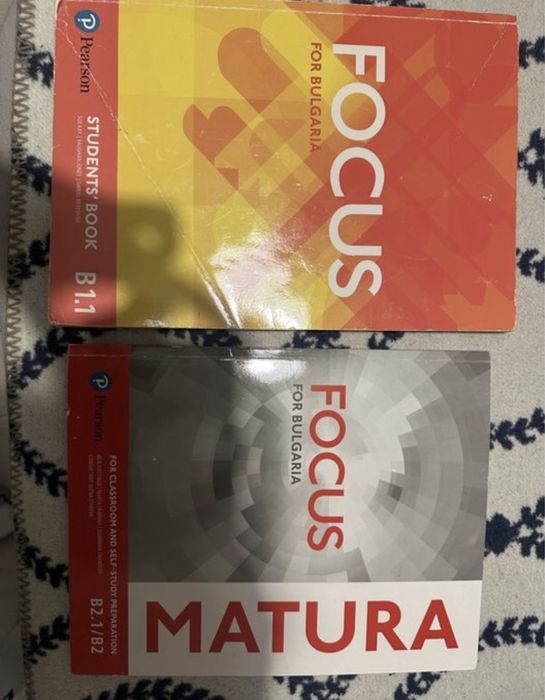 FOCUS
FOR BULGARIA
STUDENTS' BOOK
B1.1
Pearson
FOCUS
FOR BULGARIA
MATURA
FOR CLASSROOM AND SELF-STUDY PREPARATION
B2.1/B2
Pearson